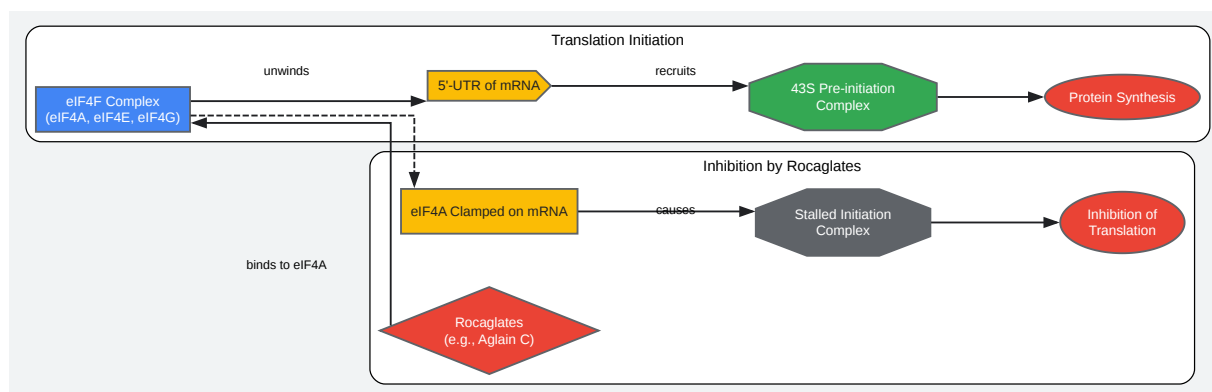 Translation Initiation
unwinds
recruits
5'-UTR of mRNA
43S Pre-initiation
Complex
Protein Synthesis
eIF4F Complex
(eIF4A, eIF4E, eIF4G)
Inhibition by Rocaglates
eIF4A Clamped on mRNA
causes
Stalled Initiation
Complex
Inhibition of
Translation
binds to eIF4A
Rocaglates
(e.g., Aglain C)